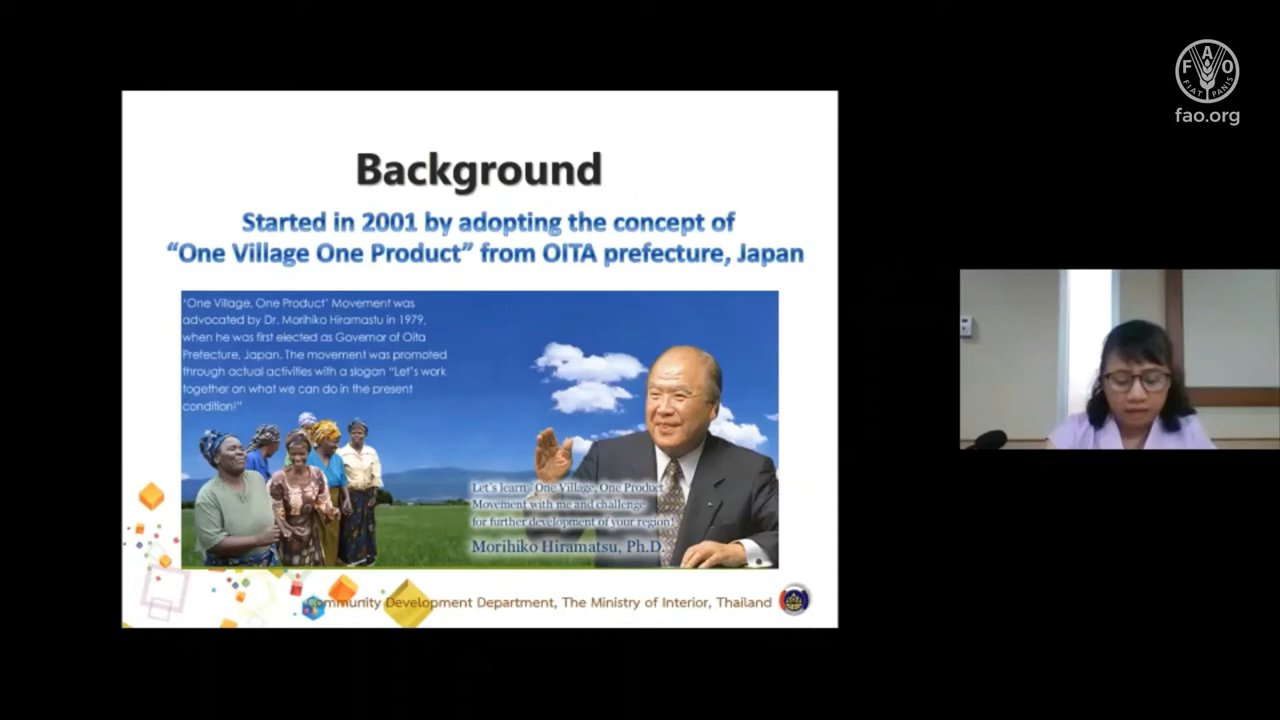 FAO
FIAT PANIS
fao.org
Background
Started in 2001 by adopting the concept of
“One Village One Product” from OITA prefecture, Japan
‘One Village, One Product’ Movement was
advocated by Dr. Morihiko Hiramastu in 1979,
when he was first elected as Governor of Oita
Prefecture, Japan. The movement was promoted
through actual activities with a slogan “Let’s work
together on what we can do in the present
condition!”
Let’s learn “One Village, One Product
Movement with me and challenge
for further development of your region!
Morihiko Hiramatsu, Ph.D.
Community Development Department, The Ministry of Interior, Thailand